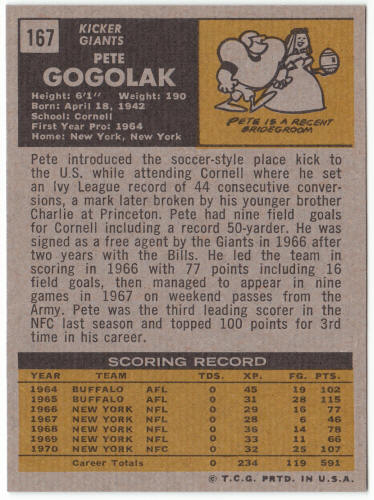 167
KICKER
GIANTS
PETE
GOGOLAK
Height: 6'1" Weight: 190
Born: April 18, 1942
School: Cornell
First Year Pro: 1964
Home: New York, New York
PETE IS A RECENT
BRIDEGROOM
Pete introduced the soccer-style place kick to
the U.S. while attending Cornell where he set
an Ivy League record of 44 consecutive conver-
sions, a mark later broken by his younger brother
Charlie at Princeton. Pete had nine field goals
for Cornell including a record 50-yarder. He was
signed as a free agent by the Giants in 1966 after
two years with the Bills. He led the team in
scoring in 1966 with 77 points including 16
field goals, then managed to appear in nine
games in 1967 on weekend passes from the
Army. Pete was the third leading scorer in the
NFC last season and topped 100 points for 3rd
time in his career.
SCORING RECORD
YEAR TEAM TDS. XP. FG. PTS.
1964 BUFFALO AFL 0 45 19 102
1965 BUFFALO AFL 0 31 28 115
1966 NEW YORK NFL 0 29 16 77
1967 NEW YORK NFL 0 28 6 46
1968 NEW YORK NFL 0 36 14 78
1969 NEW YORK NFL 0 33 11 66
1970 NEW YORK NFC 0 32 25 107
Career Totals 0 234 119 591
© T.C.G. PRTD. IN U.S.A.